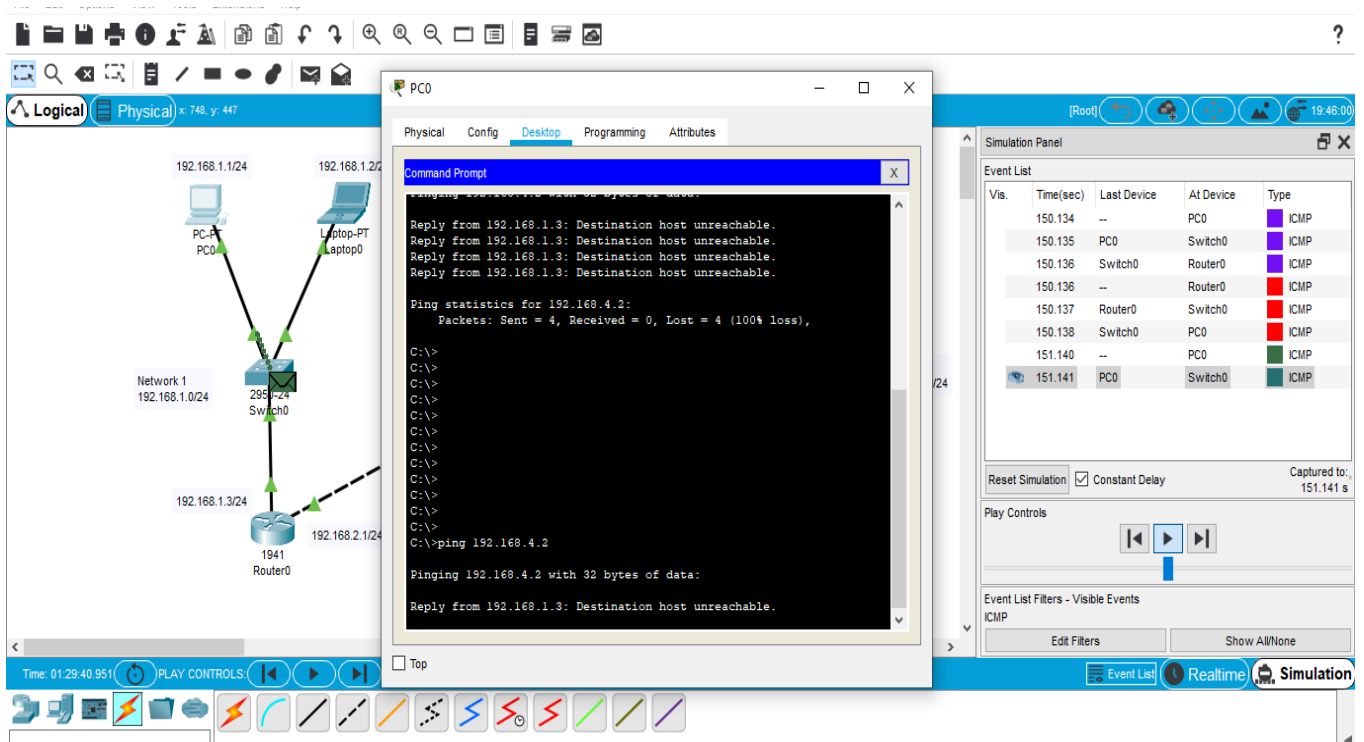 ?
PC0
Logical
Physical
x: 748, y: 447
[Root]
19:46:00
Physical Config Desktop Programming Attributes
Command Prompt
X
Reply from 192.168.1.3: Destination host unreachable.
Reply from 192.168.1.3: Destination host unreachable.
Reply from 192.168.1.3: Destination host unreachable.
Reply from 192.168.1.3: Destination host unreachable.
Ping statistics for 192.168.4.2:
Packets: Sent = 4, Received = 0, Lost = 4 (100% loss),
C:\>
C:\>
C:\>
C:\>
C:\>
C:\>
C:\>
C:\>
C:\>
C:\>
C:\>
C:\>
C:\>ping 192.168.4.2
Pinging 192.168.4.2 with 32 bytes of data:
Reply from 192.168.1.3: Destination host unreachable.
Top
192.168.1.1/24
192.168.1.2/2
PC-PT
PC0
Laptop-PT
Laptop0
Network 1
192.168.1.0/24
2950-24
Switch0
192.168.1.3/24
192.168.2.1/24
1941
Router0
/24
Simulation Panel
Event List
Vis. Time(sec) Last Device At Device Type
150.134 -- PC0 ICMP
150.135 PC0 Switch0 ICMP
150.136 Switch0 Router0 ICMP
150.136 -- Router0 ICMP
150.137 Router0 Switch0 ICMP
150.138 Switch0 PC0 ICMP
151.140 -- PC0 ICMP
151.141 PC0 Switch0 ICMP
Reset Simulation Constant Delay
Captured to:
151.141 s
Play Controls
Event List Filters - Visible Events
ICMP
Edit Filters
Show All/None
Time: 01:29:40.951
PLAY CONTROLS:
Event List
Realtime
Simulation